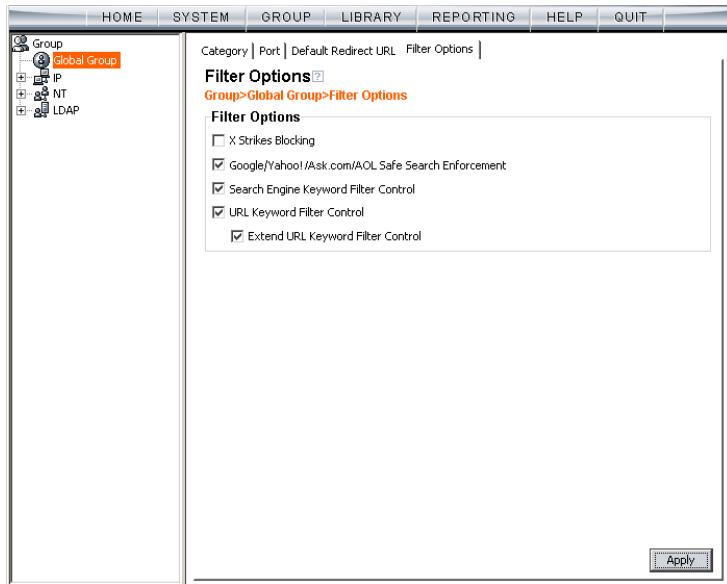 HOME SYSTEM GROUP LIBRARY REPORTING HELP QUIT
Group
Global Group
IP
NT
LDAP
Category Port Default Redirect URL Filter Options
Filter Options ?
Group>Global Group>Filter Options
Filter Options
X Strikes Blocking
Google/Yahoo!/Ask.com/AOL Safe Search Enforcement
Search Engine Keyword Filter Control
URL Keyword Filter Control
Extend URL Keyword Filter Control
Apply